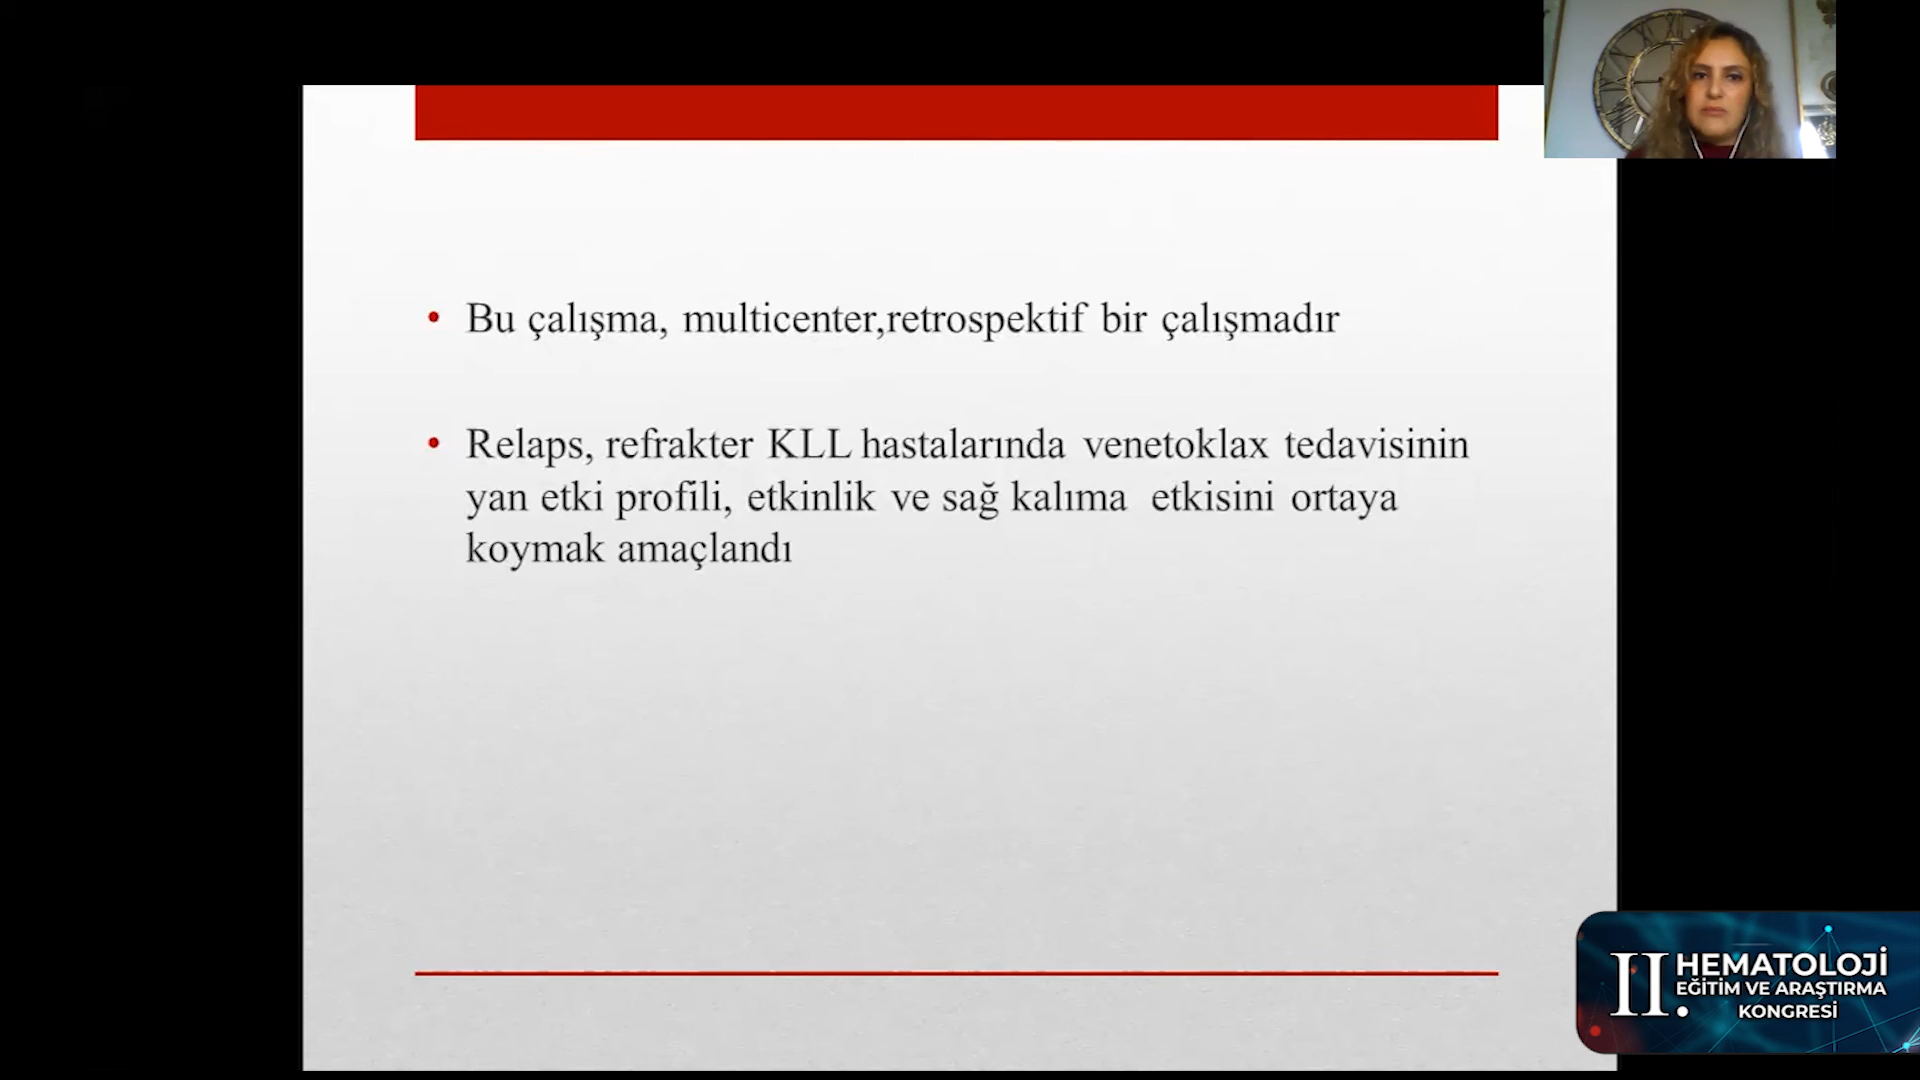 • Bu çalışma, multicenter,retrospektif bir çalışmadır
• Relaps, refrakter KLL hastalarında venetoklax tedavisinin
yan etki profili, etkinlik ve sağ kalıma etkisini ortaya
koymak amaçlandı
II. HEMATOLOJİ
EĞİTİM VE ARAŞTIRMA
KONGRESİ